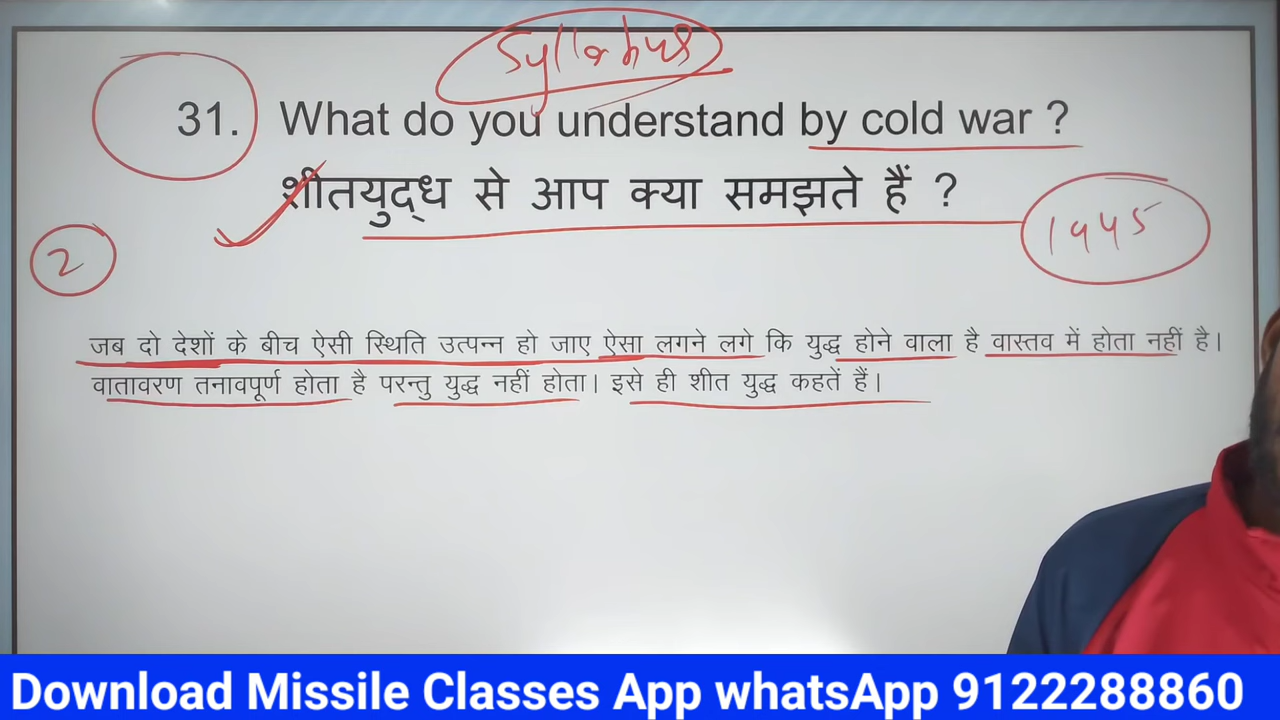 Syllabus
31. What do you understand by cold war ?
शीतयुद्ध से आप क्या समझते हैं ?
1945
2
जब दो देशों के बीच ऐसी स्थिति उत्पन्न हो जाए ऐसा लगने लगे कि युद्ध होने वाला है वास्तव में होता नहीं है।
वातावरण तनावपूर्ण होता है परन्तु युद्ध नहीं होता। इसे ही शीत युद्ध कहतें हैं।
Download Missile Classes App whatsApp 9122288860